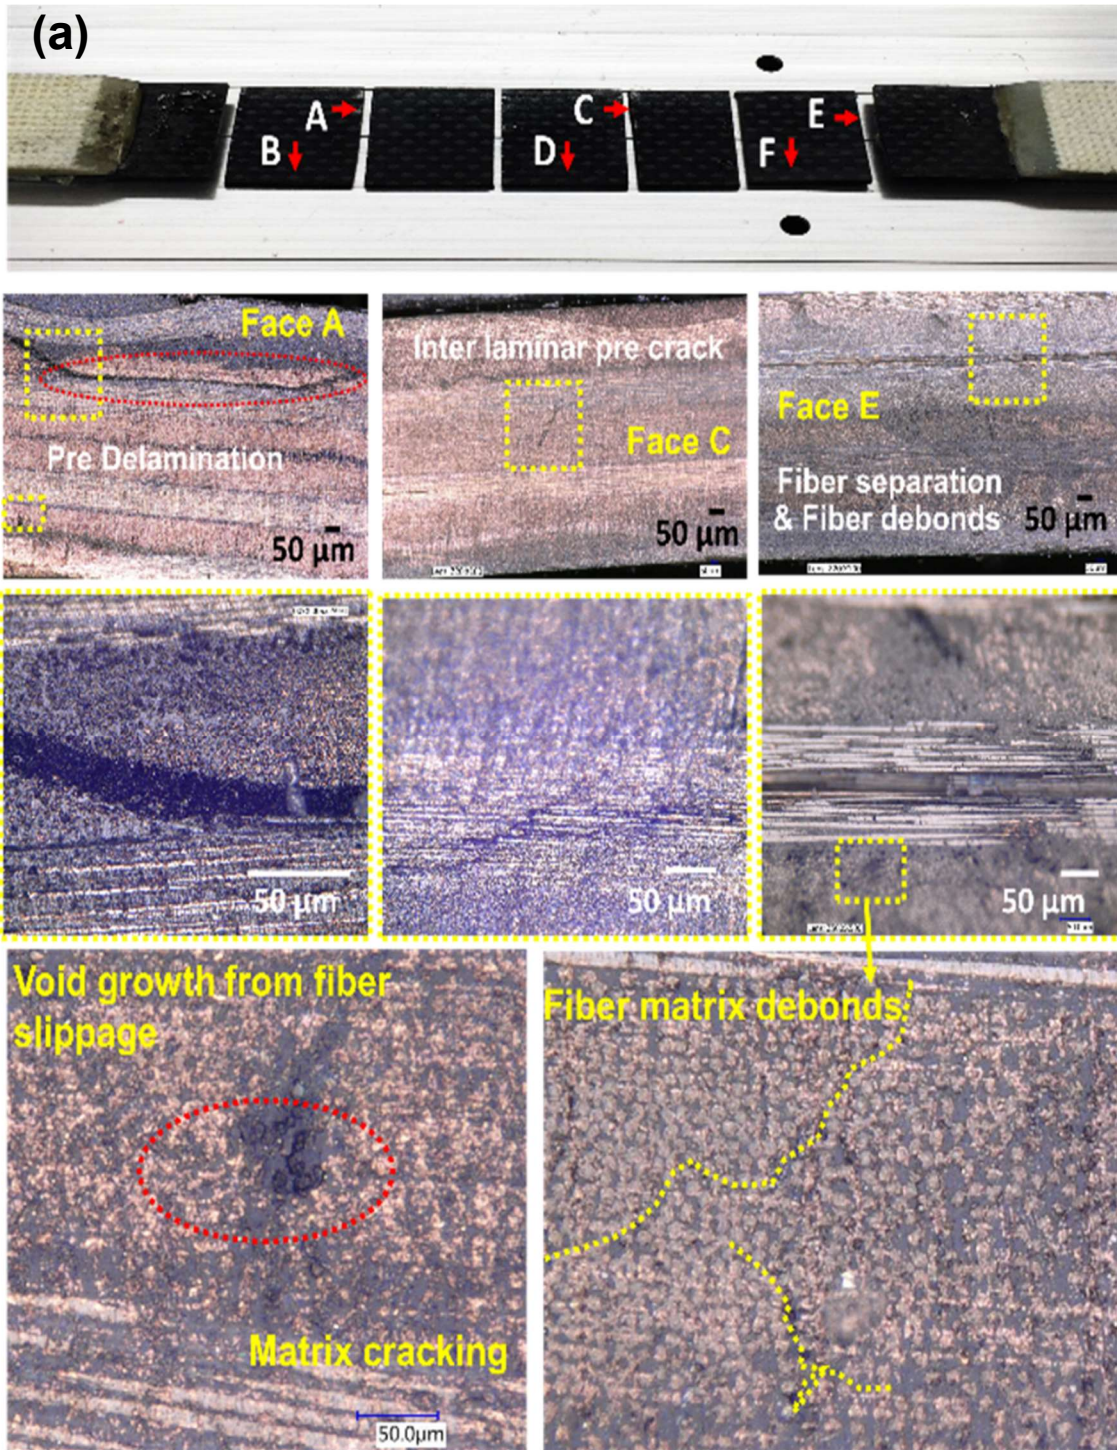 (a)
A
B
C
D
E
F
Face A
Pre Delamination
50 μm
Inter laminar pre crack
Face C
50 μm
Face E
Fiber separation
& Fiber debonds
50 μm
50 μm
50 μm
50 μm
Void growth from fiber
slippage
Matrix cracking
50.0μm
Fiber matrix debonds